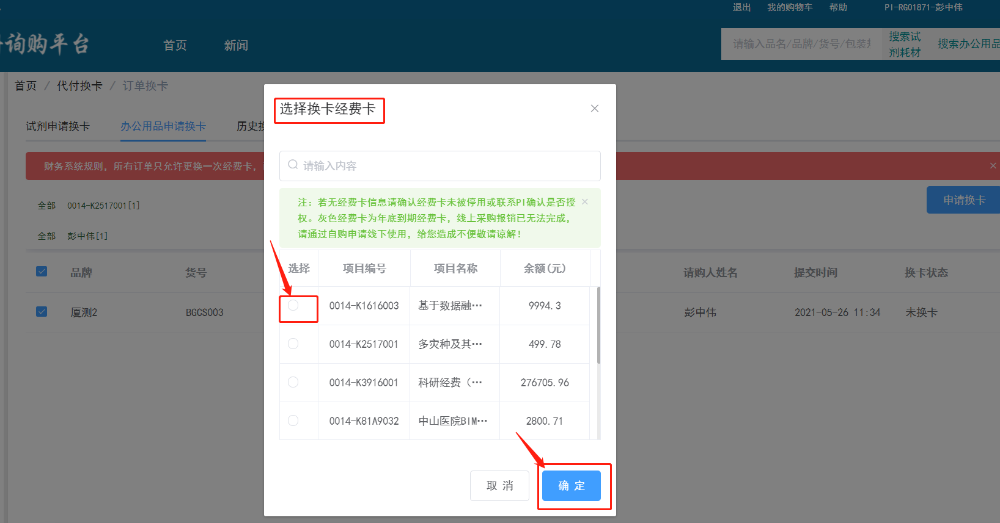 退出 我的购物车 帮助 PI-RG01871-彭中伟
询购平台 首页 新闻
请输入品名/品牌/货号/包装规 搜索试剂耗材 搜索办公用品
首页 / 代付换卡 / 订单换卡
试剂申请换卡 办公用品申请换卡 历史换
财务系统规则，所有订单只允许更换一次经费卡，
全部 0014-K2517001[1]
申请换卡
全部 彭中伟[1]
品牌 货号 请购人姓名 提交时间 换卡状态
厦测2 BGCS003 彭中伟 2021-05-26 11:34 未换卡
选择换卡经费卡
请输入内容
注：若无经费卡信息请确认经费卡未被停用或联系PI确认是否授
权。灰色经费卡为年底到期经费卡，线上采购报销已无法完成，
请通过自购申请线下使用，给您造成不便敬请谅解！
选择 项目编号 项目名称 余额(元)
0014-K1616003 基于数据融… 9994.3
0014-K2517001 多灾种及其… 499.78
0014-K3916001 科研经费（… 276705.96
0014-K81A9032 中山医院BIM… 2800.71
取 消 确 定